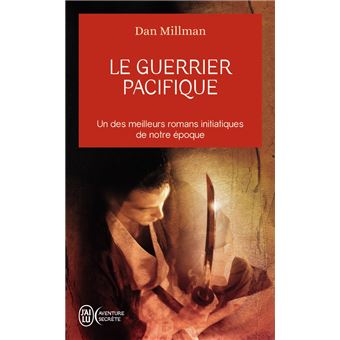 Dan Millman
LE GUERRIER
PACIFIQUE
Un des meilleurs romans initiatiques
de notre époque
J'AI
LU
AVENTURE
SECRÈTE